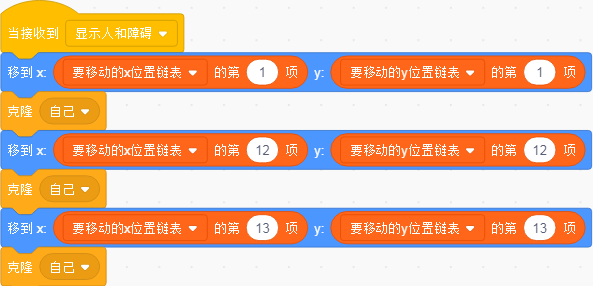 当接收到 显示人和障碍
移到 x: 要移动的x位置链表 的第 1 项 y: 要移动的y位置链表 的第 1 项
克隆 自己
移到 x: 要移动的x位置链表 的第 12 项 y: 要移动的y位置链表 的第 12 项
克隆 自己
移到 x: 要移动的x位置链表 的第 13 项 y: 要移动的y位置链表 的第 13 项
克隆 自己